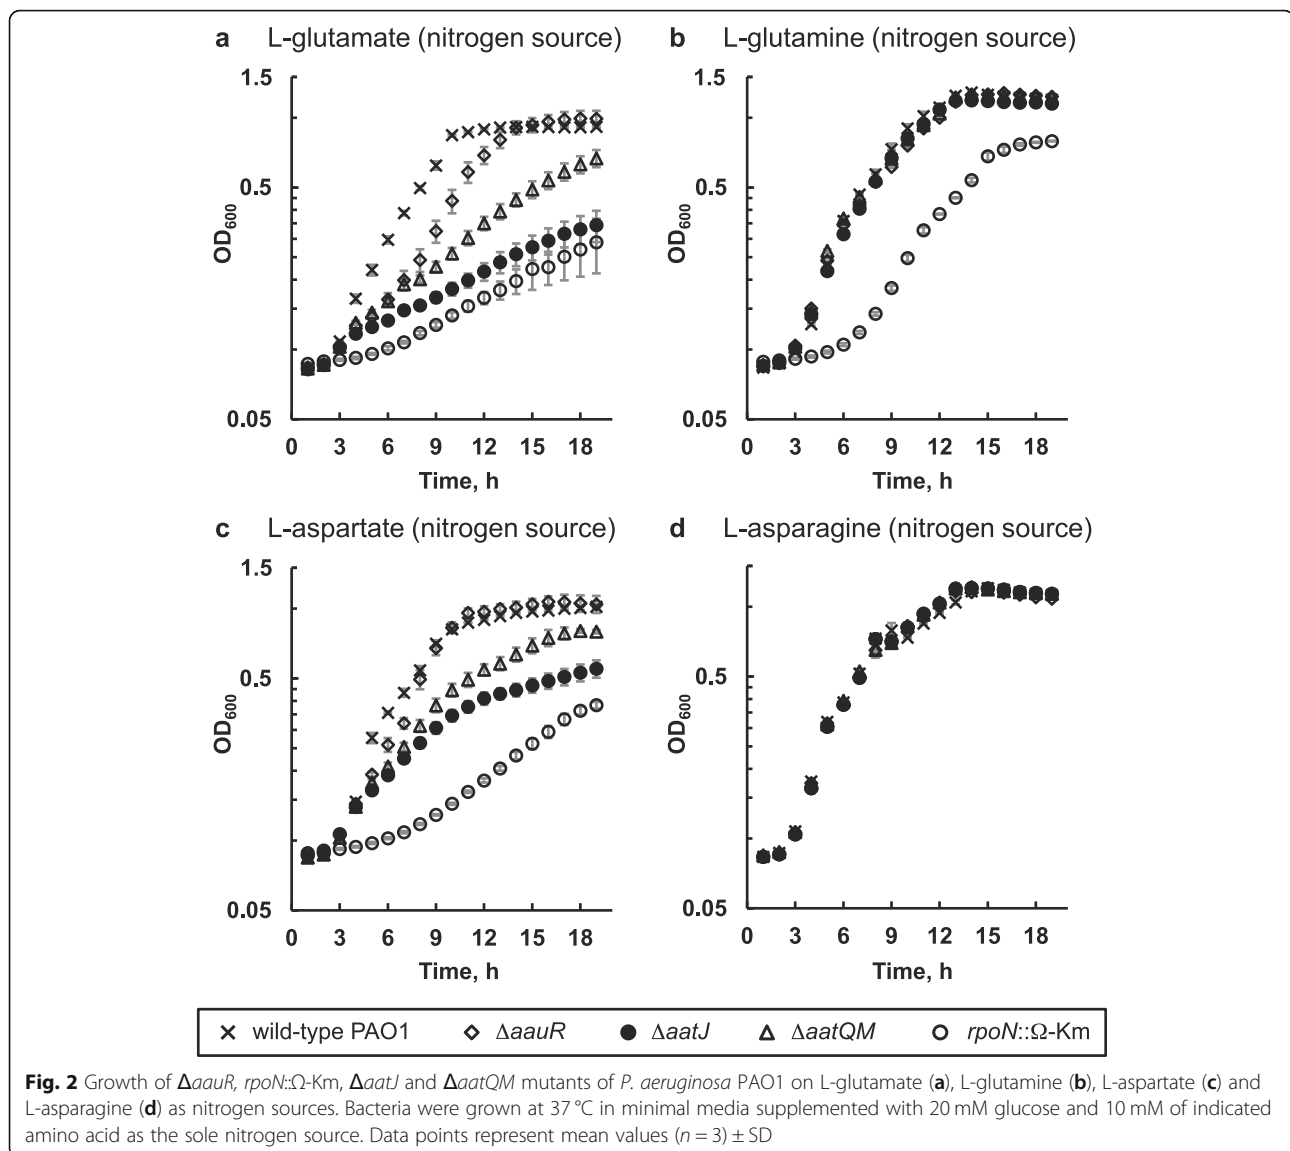 a L-glutamate (nitrogen source)
1.5
0.5
0.05
OD600
0 3 6 9 12 15 18
Time, h
b L-glutamine (nitrogen source)
1.5
0.5
0.05
OD600
0 3 6 9 12 15 18
Time, h
c L-aspartate (nitrogen source)
1.5
0.5
0.05
OD600
0 3 6 9 12 15 18
Time, h
d L-asparagine (nitrogen source)
0.5
0.05
OD600
0 3 6 9 12 15 18
Time, h
wild-type PAO1 ΔaauR ΔaatJ ΔaatQM rpoN::Ω-Km
Fig. 2 Growth of ΔaauR, rpoN::Ω-Km, ΔaatJ and ΔaatQM mutants of P. aeruginosa PAO1 on L-glutamate (a), L-glutamine (b), L-aspartate (c) and
L-asparagine (d) as nitrogen sources. Bacteria were grown at 37 °C in minimal media supplemented with 20 mM glucose and 10 mM of indicated
amino acid as the sole nitrogen source. Data points represent mean values (n = 3) ± SD